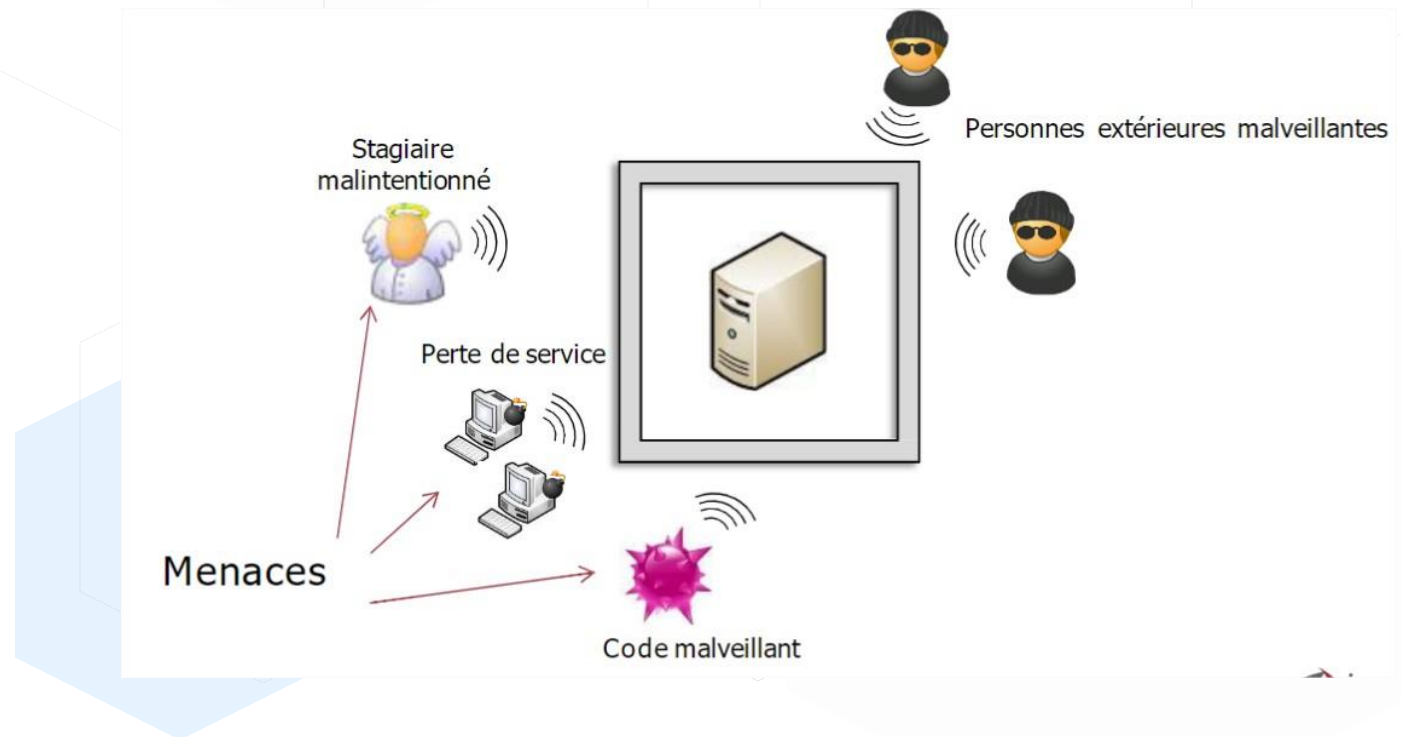 Personnes extérieures malveillantes
Stagiaire
malintentionné
Perte de service
Menaces
Code malveillant